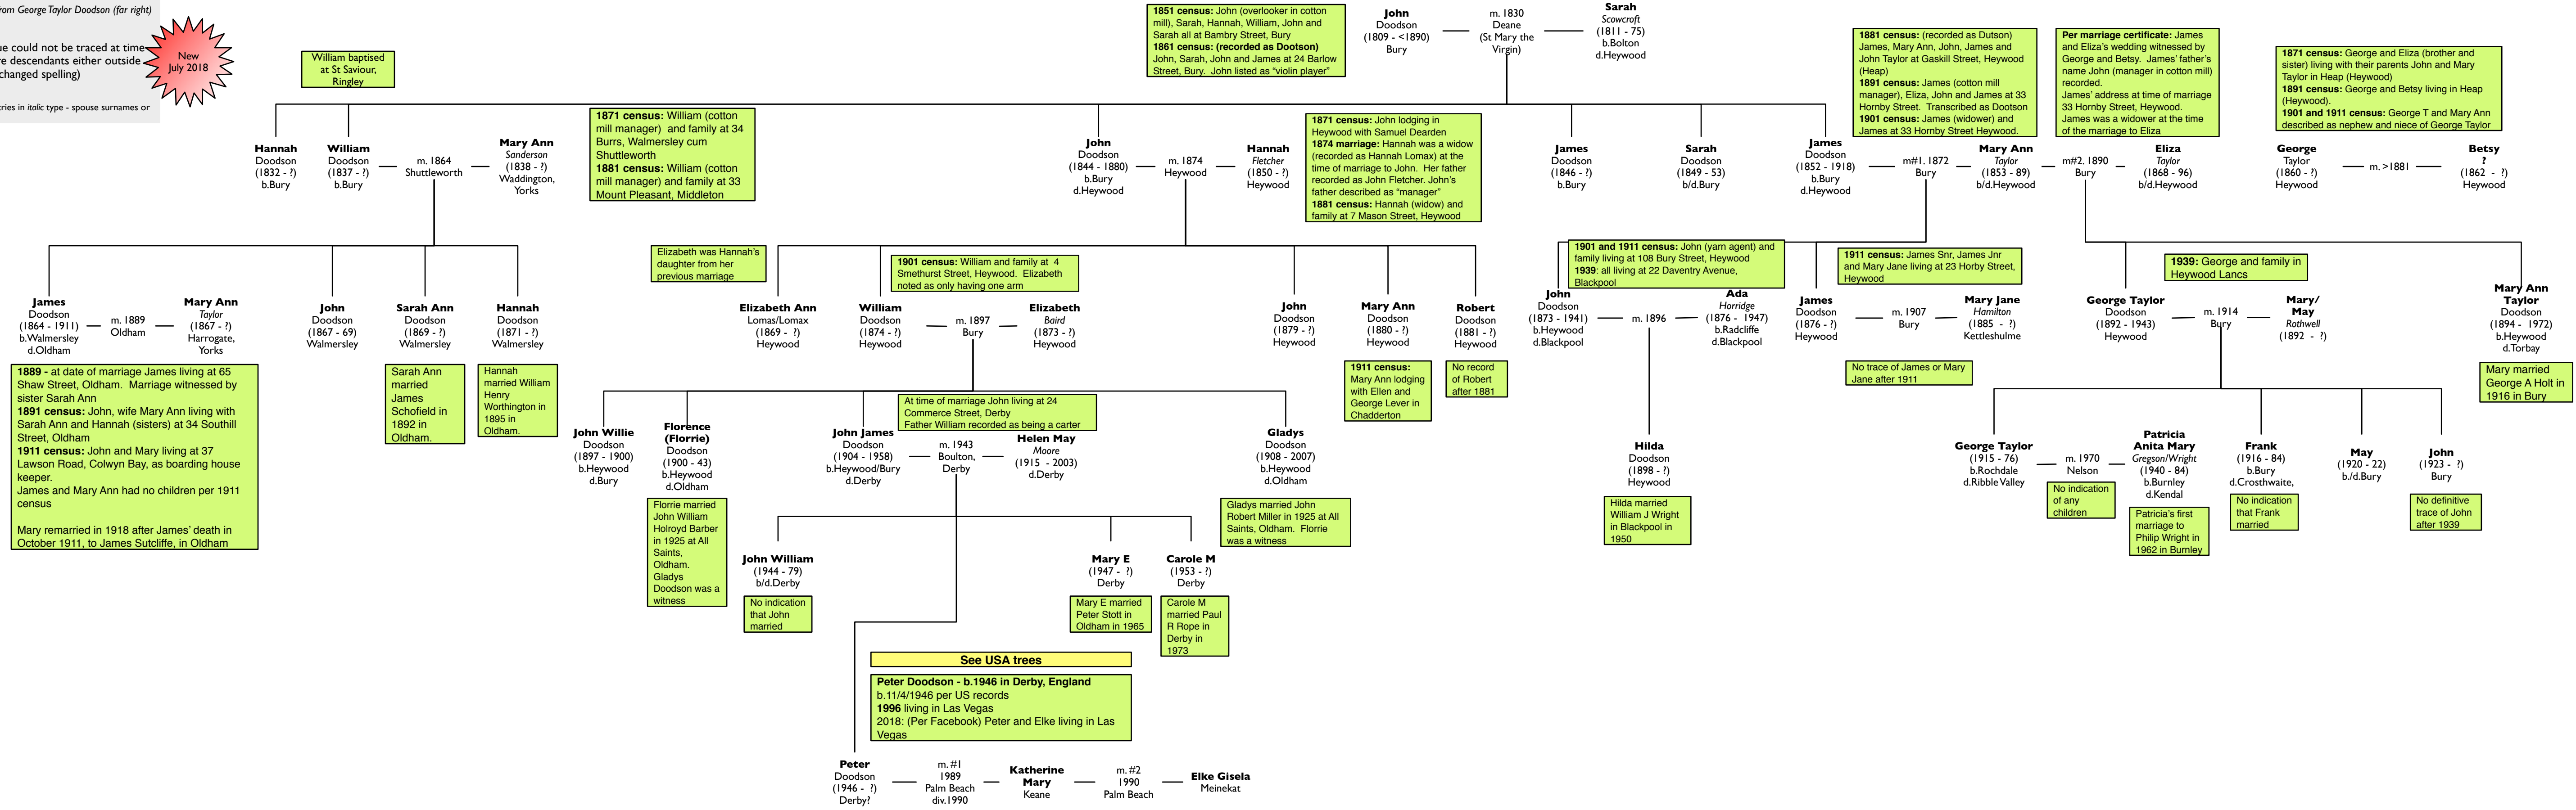 from George Taylor Doodson (far right)
ue could not be traced at time
re descendants either outside
changed spelling)
ries in italic type - spouse surnames or
New
July 2018
William baptised
at St Saviour,
Ringley
1851 census: John (overlooker in cotton
mill), Sarah, Hannah, William, John and
Sarah all at Bambry Street, Bury
1861 census: (recorded as Dootson)
John, Sarah, John and James at 24 Barlow
Street, Bury. John listed as "violin player"
John
Doodson
(1809 - <1890)
Bury
m. 1830
Deane
(St Mary the
Virgin)
Sarah
Scowcroft
(1811 - 75)
b.Bolton
d.Heywood
1881 census: (recorded as Dutson)
James, Mary Ann, John, James and
John Taylor at Gaskill Street, Heywood
(Heap)
1891 census: James (cotton mill
manager), Eliza, John and James at 33
Hornby Street. Transcribed as Dootson
1901 census: James (widower) and
James at 33 Hornby Street Heywood.
Per marriage certificate: James
and Eliza's wedding witnessed by
George and Betsy. James' father's
name John (manager in cotton mill)
recorded.
James' address at time of marriage
33 Hornby Street, Heywood.
James was a widower at the time
of the marriage to Eliza
1871 census: George and Eliza (brother and
sister) living with their parents John and Mary
Taylor in Heap (Heywood)
1891 census: George and Betsy living in Heap
(Heywood).
1901 and 1911 census: George T and Mary Ann
described as nephew and niece of George Taylor
Hannah
Doodson
(1832 - ?)
b.Bury
William
Doodson
(1837 - ?)
b.Bury
m. 1864
Shuttleworth
Mary Ann
Sanderson
(1838 - ?)
Waddington,
Yorks
1871 census: William (cotton
mill manager) and family at 34
Burrs, Walmersley cum
Shuttleworth
1881 census: William (cotton
mill manager) and family at 33
Mount Pleasant, Middleton
John
Doodson
(1844 - 1880)
b.Bury
d.Heywood
m. 1874
Heywood
Hannah
Fletcher
(1850 - ?)
Heywood
1871 census: John lodging in
Heywood with Samuel Dearden
1874 marriage: Hannah was a widow
(recorded as Hannah Lomax) at the
time of marriage to John. Her father
recorded as John Fletcher. John's
father described as "manager"
1881 census: Hannah (widow) and
family at 7 Mason Street, Heywood
James
Doodson
(1846 - ?)
b.Bury
Sarah
Doodson
(1849 - 53)
b/d.Bury
James
Doodson
(1852 - 1918)
b.Bury
d.Heywood
m#1. 1872
Bury
Mary Ann
Taylor
(1853 - 89)
b/d.Heywood
m#2. 1890
Bury
Eliza
Taylor
(1868 - 96)
b/d.Heywood
George
Taylor
(1860 - ?)
Heywood
m. >1881
Betsy
?
(1862 - ?)
Heywood
James
Doodson
(1864 - 1911)
b.Walmersley
d.Oldham
m. 1889
Oldham
Mary Ann
Taylor
(1867 - ?)
Harrogate,
Yorks
John
Doodson
(1867 - 69)
Walmersley
Sarah Ann
Doodson
(1869 - ?)
Walmersley
Hannah
Doodson
(1871 - ?)
Walmersley
Elizabeth was Hannah's
daughter from her
previous marriage
1901 census: William and family at 4
Smethurst Street, Heywood. Elizabeth
noted as only having one arm
Elizabeth Ann
Lomas/Lomax
(1869 - ?)
Heywood
William
Doodson
(1874 - ?)
Heywood
m. 1897
Bury
Elizabeth
Baird
(1873 - ?)
Heywood
John
Doodson
(1879 - ?)
Heywood
Mary Ann
Doodson
(1880 - ?)
Heywood
Robert
Doodson
(1881 - ?)
Heywood
1901 and 1911 census: John (yarn agent) and
family living at 108 Bury Street, Heywood
1939: all living at 22 Daventry Avenue,
Blackpool
John
Doodson
(1873 - 1941)
b.Heywood
d.Blackpool
m. 1896
Ada
Horridge
(1876 - 1947)
b.Radcliffe
d.Blackpool
1911 census: James Snr, James Jnr
and Mary Jane living at 23 Horby Street,
Heywood
James
Doodson
(1876 - ?)
Heywood
m. 1907
Bury
Mary Jane
Hamilton
(1885 - ?)
Kettleshulme
1939: George and family in
Heywood Lancs
George Taylor
Doodson
(1892 - 1943)
Heywood
m. 1914
Bury
Mary/
May
Rothwell
(1892 - ?)
Mary Ann
Taylor
Doodson
(1894 - 1972)
b.Heywood
d.Torbay
1889 - at date of marriage James living at 65
Shaw Street, Oldham. Marriage witnessed by
sister Sarah Ann
1891 census: John, wife Mary Ann living with
Sarah Ann and Hannah (sisters) at 34 Southill
Street, Oldham
1911 census: John and Mary living at 37
Lawson Road, Colwyn Bay, as boarding house
keeper.
James and Mary Ann had no children per 1911
census
Mary remarried in 1918 after James' death in
October 1911, to James Sutcliffe, in Oldham
Sarah Ann
married
James
Schofield in
1892 in
Oldham.
Hannah
married William
Henry
Worthington in
1895 in
Oldham.
1911 census:
Mary Ann lodging
with Ellen and
George Lever in
Chadderton
No record
of Robert
after 1881
No trace of James or Mary
Jane after 1911
Mary married
George A Holt in
1916 in Bury
At time of marriage John living at 24
Commerce Street, Derby
Father William recorded as being a carter
John Willie
Doodson
(1897 - 1900)
b.Heywood
d.Bury
Florence
(Florrie)
Doodson
(1900 - 43)
b.Heywood
d.Oldham
John James
Doodson
(1904 - 1958)
b.Heywood/Bury
d.Derby
m. 1943
Boulton,
Derby
Helen May
Moore
(1915 - 2003)
d.Derby
Gladys
Doodson
(1908 - 2007)
b.Heywood
d.Oldham
Hilda
Doodson
(1898 - ?)
Heywood
George Taylor
(1915 - 76)
b.Rochdale
d.Ribble Valley
m. 1970
Nelson
Patricia
Anita Mary
Gregson/Wright
(1940 - 84)
b.Burnley
d.Kendal
Frank
(1916 - 84)
b.Bury
d.Crosthwaite,
May
(1920 - 22)
b./d.Bury
John
(1923 - ?)
Bury
Florrie married
John William
Holroyd Barber
in 1925 at All
Saints,
Oldham.
Gladys
Doodson was a
witness
Gladys married John
Robert Miller in 1925 at All
Saints, Oldham. Florrie
was a witness
Hilda married
William J Wright
in Blackpool in
1950
No indication
of any
children
Patricia's first
marriage to
Philip Wright in
1962 in Burnley
No indication
that Frank
married
No definitive
trace of John
after 1939
John William
(1944 - 79)
b/d.Derby
Mary E
(1947 - ?)
Derby
Carole M
(1953 - ?)
Derby
No indication
that John
married
Mary E married
Peter Stott in
Oldham in 1965
Carole M
married Paul
R Rope in
Derby in
1973
See USA trees
Peter Doodson - b.1946 in Derby, England
b.11/4/1946 per US records
1996 living in Las Vegas
2018: (Per Facebook) Peter and Elke living in Las
Vegas
Peter
Doodson
(1946 - ?)
Derby?
m. #1
1989
Palm Beach
div.1990
Katherine
Mary
Keane
m. #2
1990
Palm Beach
Elke Gisela
Meinekat